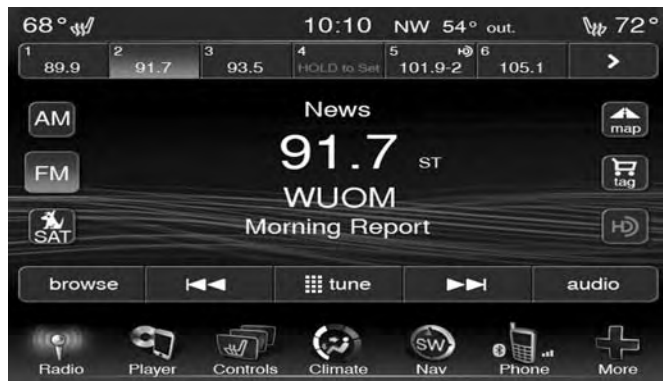 68° 10:10 NW 54° out. 72°
1 2 3 4 5 HD 6
89.9 91.7 93.5 HOLD to Set 101.9-2 105.1 >
AM News map
91.7 ST
FM tag
WUOM
SAT Morning Report HD
browse tune audio
SW
Radio Player Controls Climate Nav Phone More